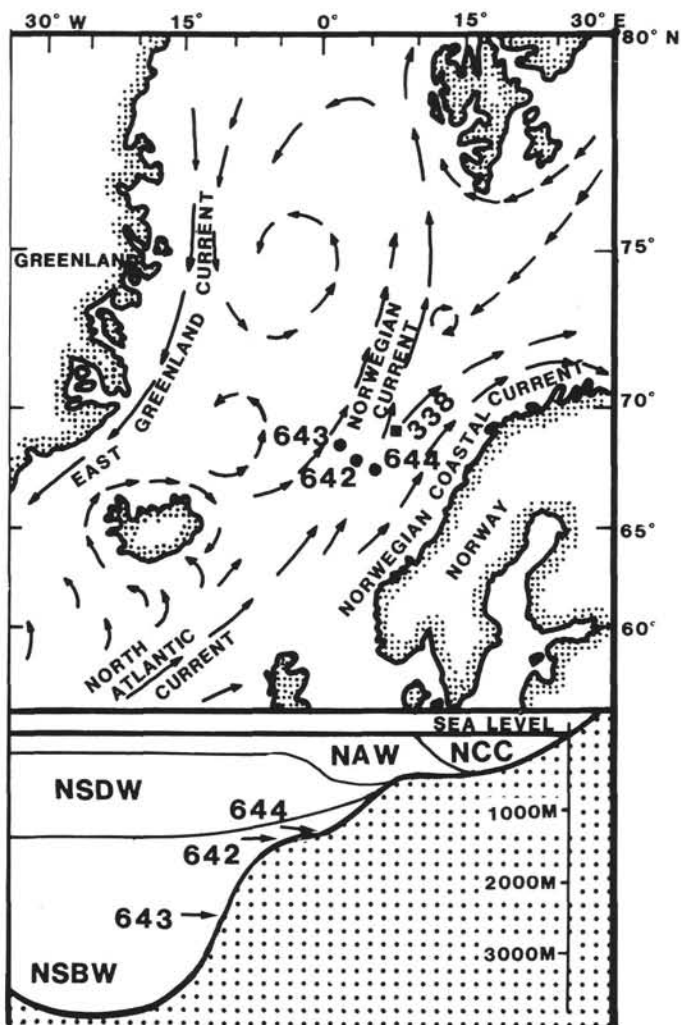 30° W 15° 0° 15° 30° E
80° N
75°
GREENLAND
EAST GREENLAND CURRENT
NORWEGIAN CURRENT
70°
338
643
642
644
NORWEGIAN COASTAL CURRENT
NORWAY
65°
60°
NORTH
ATLANTIC
CURRENT
SEA LEVEL
NAW
NCC
NSDW
644
1000M
642
2000M
643
3000M
NSBW